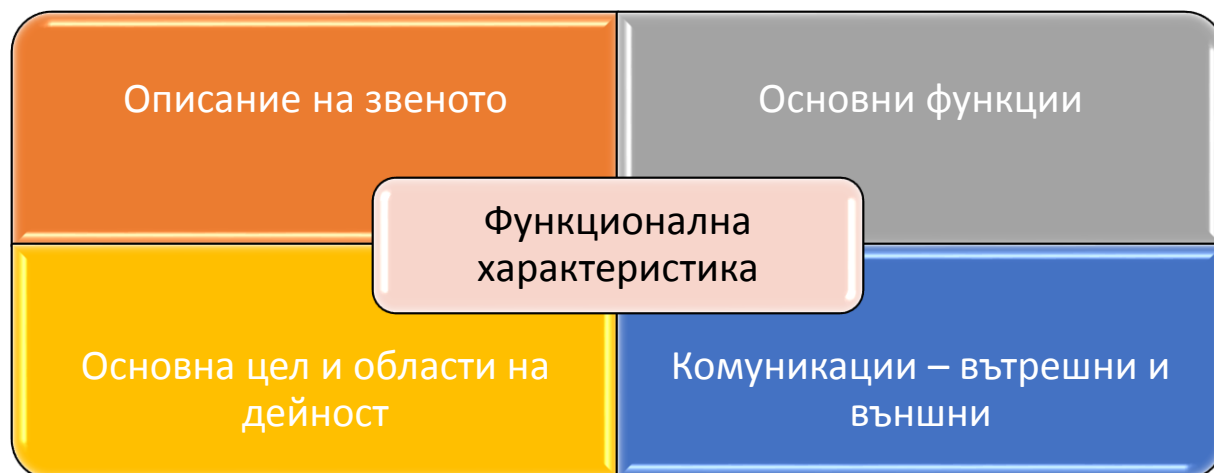 Описание на звеното
Основни функции
Функционална
характеристика
Основна цел и области на
дейност
Комуникации – вътрешни и
външни